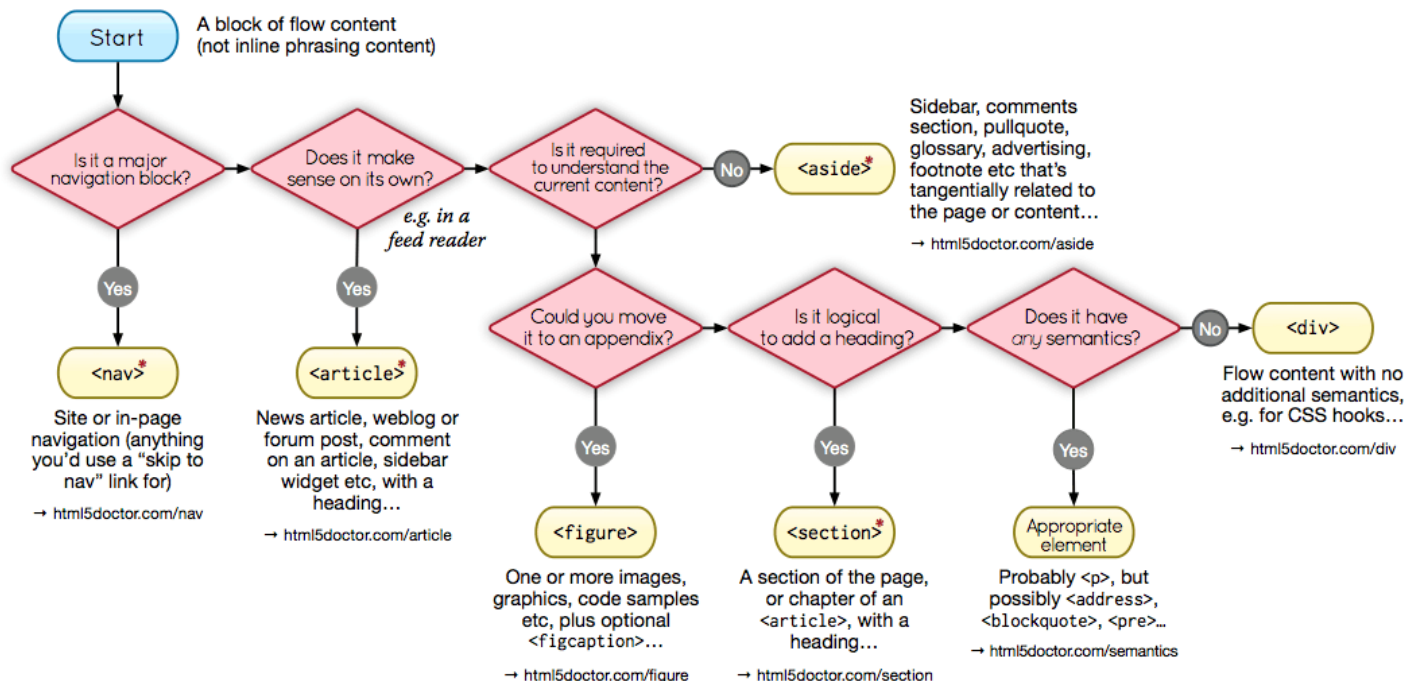 Start
A block of flow content
(not inline phrasing content)
Is it a major
navigation block?
Does it make
sense on its own?
e.g. in a
feed reader
Is it required
to understand the
current content?
No
<aside>*
Sidebar, comments
section, pullquote,
glossary, advertising,
footnote etc that's
tangentially related to
the page or content…
→ html5doctor.com/aside
Yes
<nav>*
Site or in-page
navigation (anything
you'd use a “skip to
nav” link for)
→ html5doctor.com/nav
Yes
<article>*
News article, weblog or
forum post, comment
on an article, sidebar
widget etc, with a
heading…
→ html5doctor.com/article
Could you move
it to an appendix?
Is it logical
to add a heading?
Does it have
any semantics?
No
<div>
Flow content with no
additional semantics,
e.g. for CSS hooks…
→ html5doctor.com/div
Yes
<figure>
One or more images,
graphics, code samples
etc, plus optional
<figcaption>…
→ html5doctor.com/figure
Yes
<section>*
A section of the page,
or chapter of an
<article>, with a
heading…
→ html5doctor.com/section
Yes
Appropriate
element
Probably <p>, but
possibly <address>,
<blockquote>, <pre>…
→ html5doctor.com/semantics